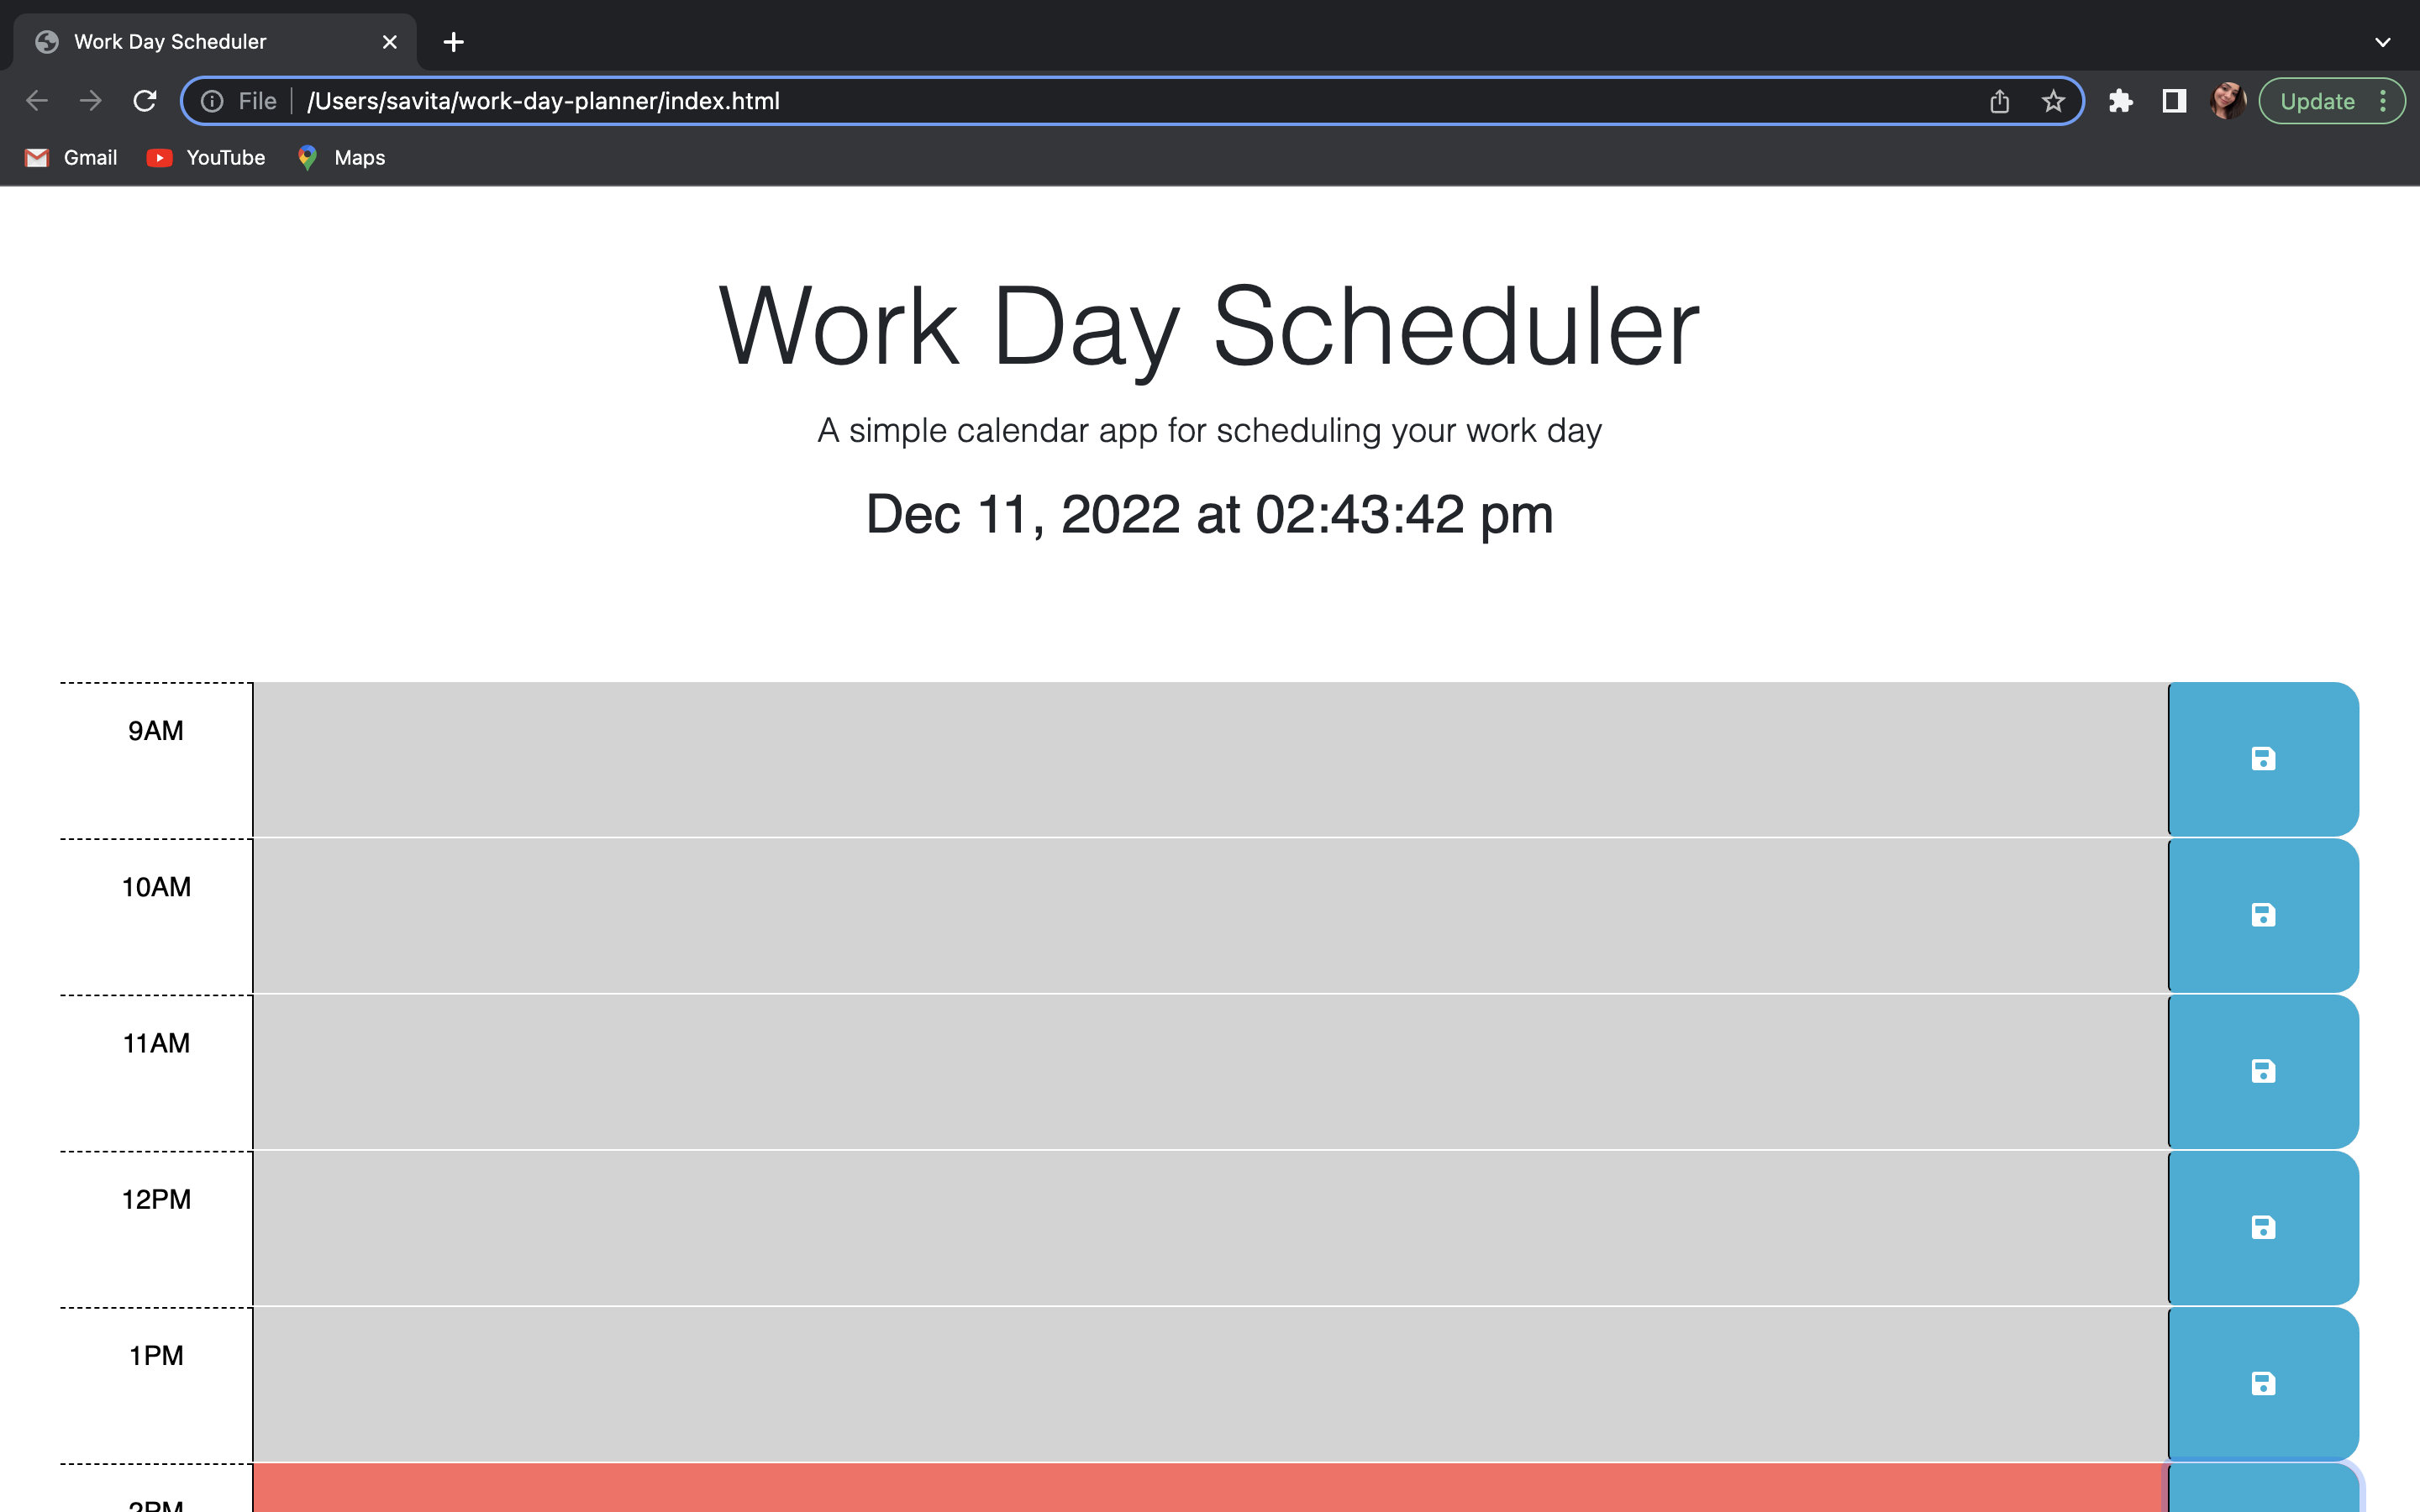 Work Day Scheduler
File /Users/savita/work-day-planner/index.html
Update
Gmail YouTube Maps
Work Day Scheduler
A simple calendar app for scheduling your work day
Dec 11, 2022 at 02:43:42 pm
9AM
10AM
11AM
12PM
1PM
2PM